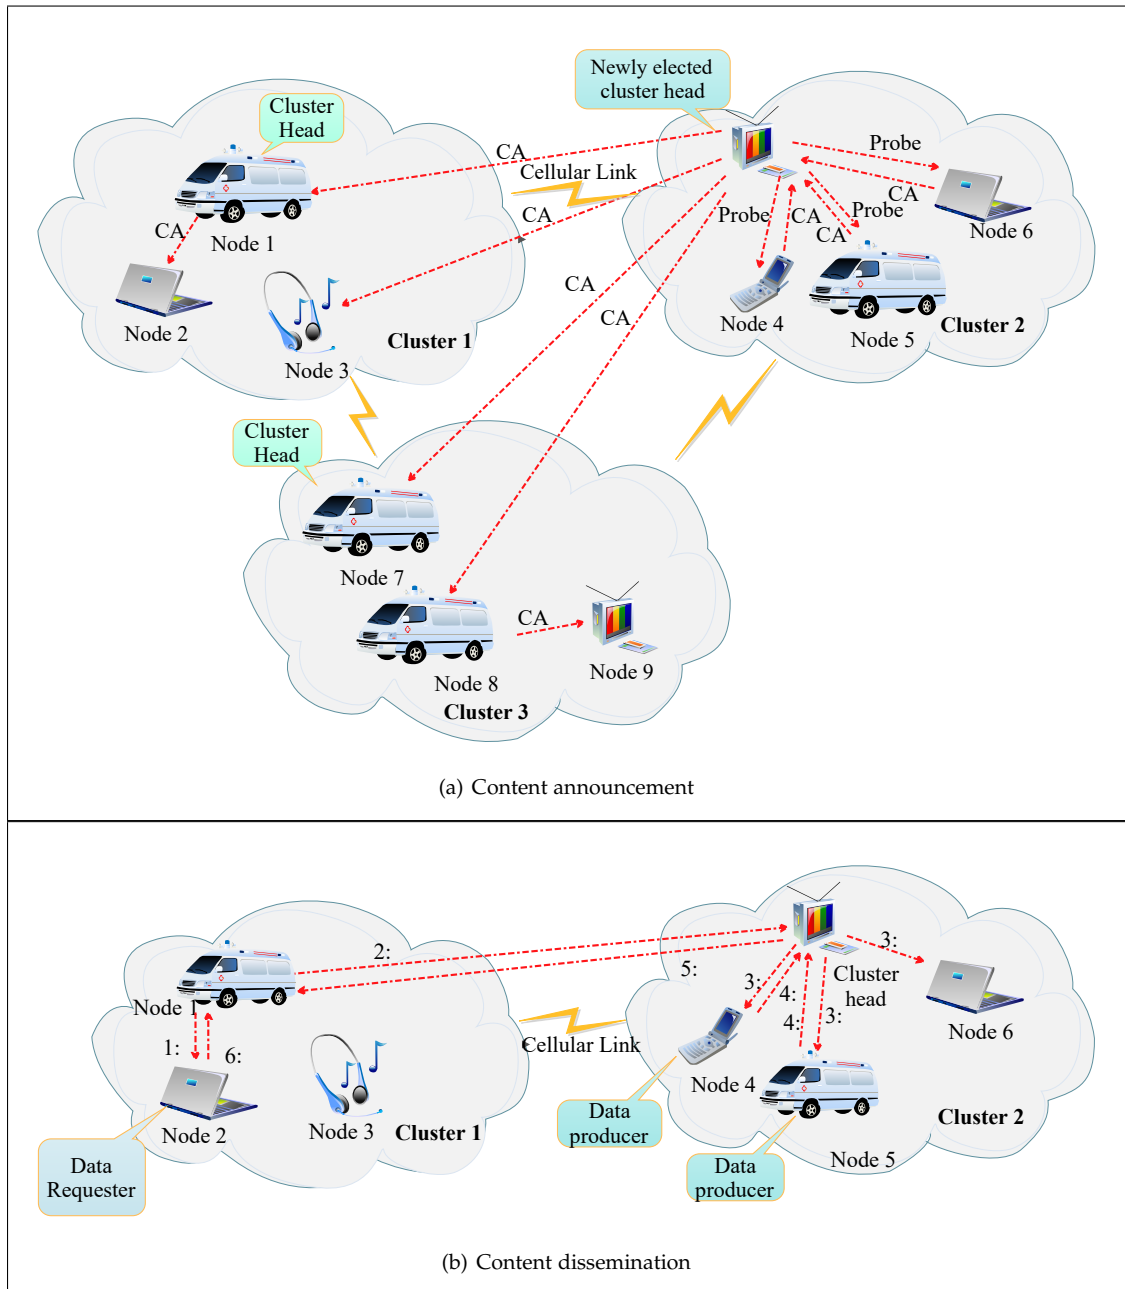 Newly elected
cluster head
Cluster
Head
CA
Cellular Link
Probe
CA
CA
Node 1
CA
Probe
CA
Probe
CA
Node 6
Node 2
Node 3
Cluster 1
CA
CA
Node 4
Node 5
Cluster 2
Cluster
Head
Node 7
CA
Node 8
Node 9
Cluster 3
(a) Content announcement
2:
5:
3:
Cluster
head
3:
4:
4:
3:
Node 1
Node 6
1:
6:
Cellular Link
Node 4
Node 2
Node 3
Cluster 1
Data
producer
Cluster 2
Node 5
Data
Requester
Data
producer
(b) Content dissemination